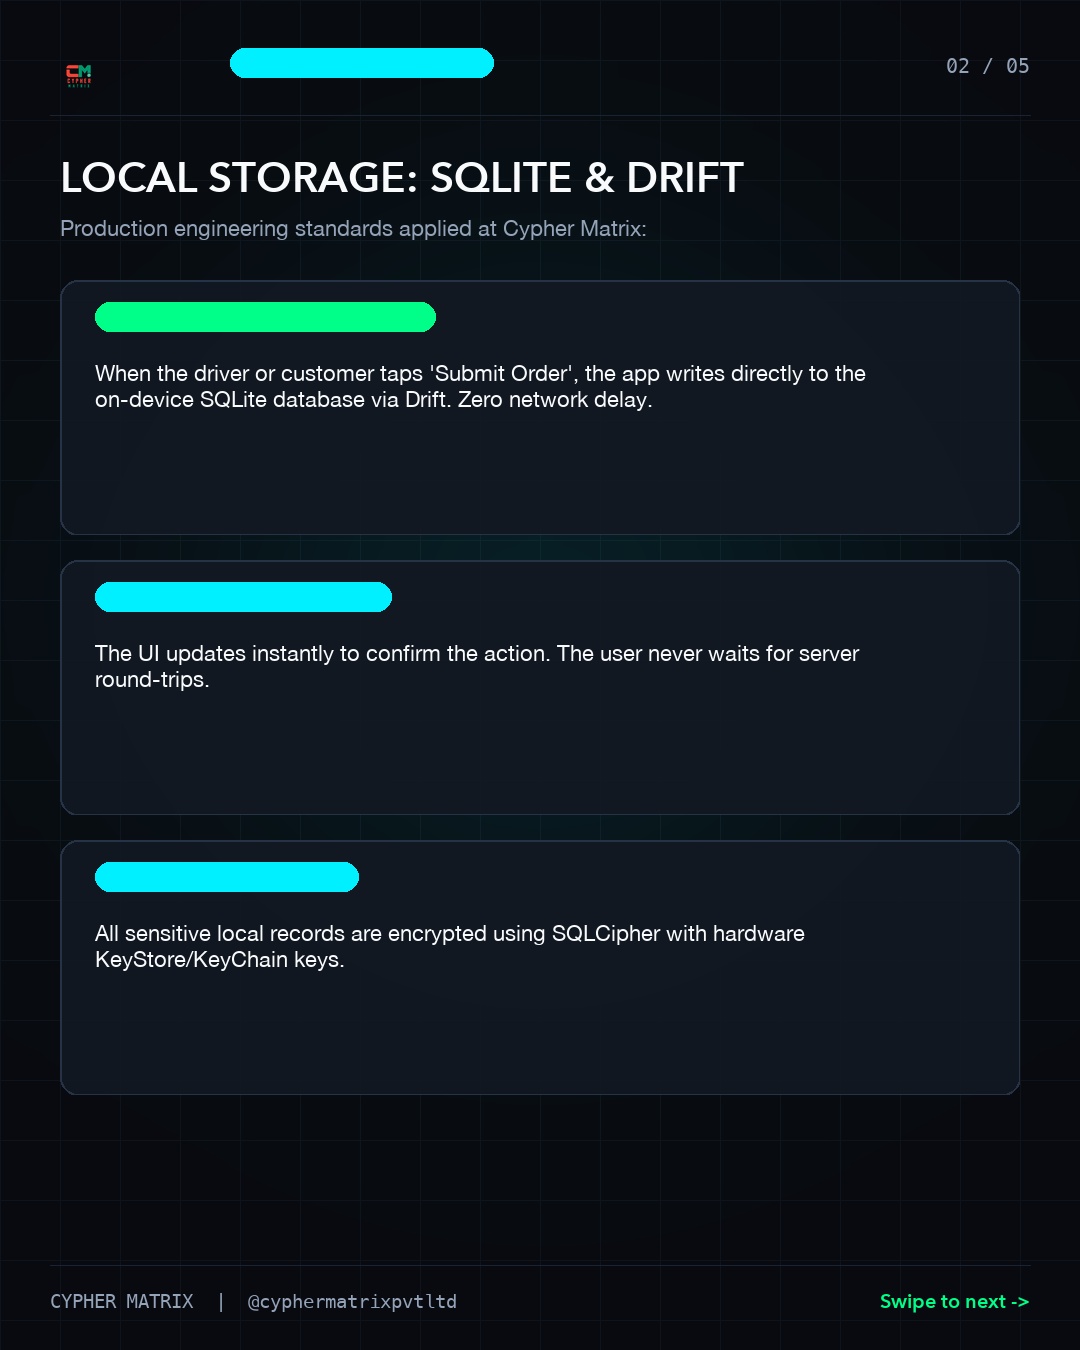 CM
CYPHER
MATRIX
02 / 05
LOCAL STORAGE: SQLITE & DRIFT
Production engineering standards applied at Cypher Matrix:
When the driver or customer taps 'Submit Order', the app writes directly to the
on-device SQLite database via Drift. Zero network delay.
The UI updates instantly to confirm the action. The user never waits for server
round-trips.
All sensitive local records are encrypted using SQLCipher with hardware
KeyStore/KeyChain keys.
CYPHER MATRIX | @cyphermatrixpvtltd
Swipe to next ->